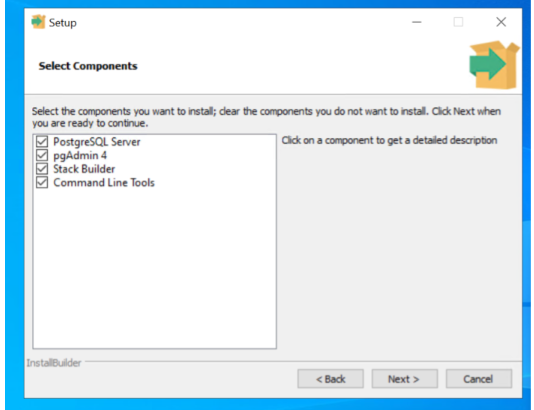 Setup
Select Components
Select the components you want to install; clear the components you do not want to install. Click Next when
you are ready to continue.
PostgreSQL Server
pgAdmin 4
Stack Builder
Command Line Tools
Click on a component to get a detailed description
InstallBuilder
< Back
Next >
Cancel